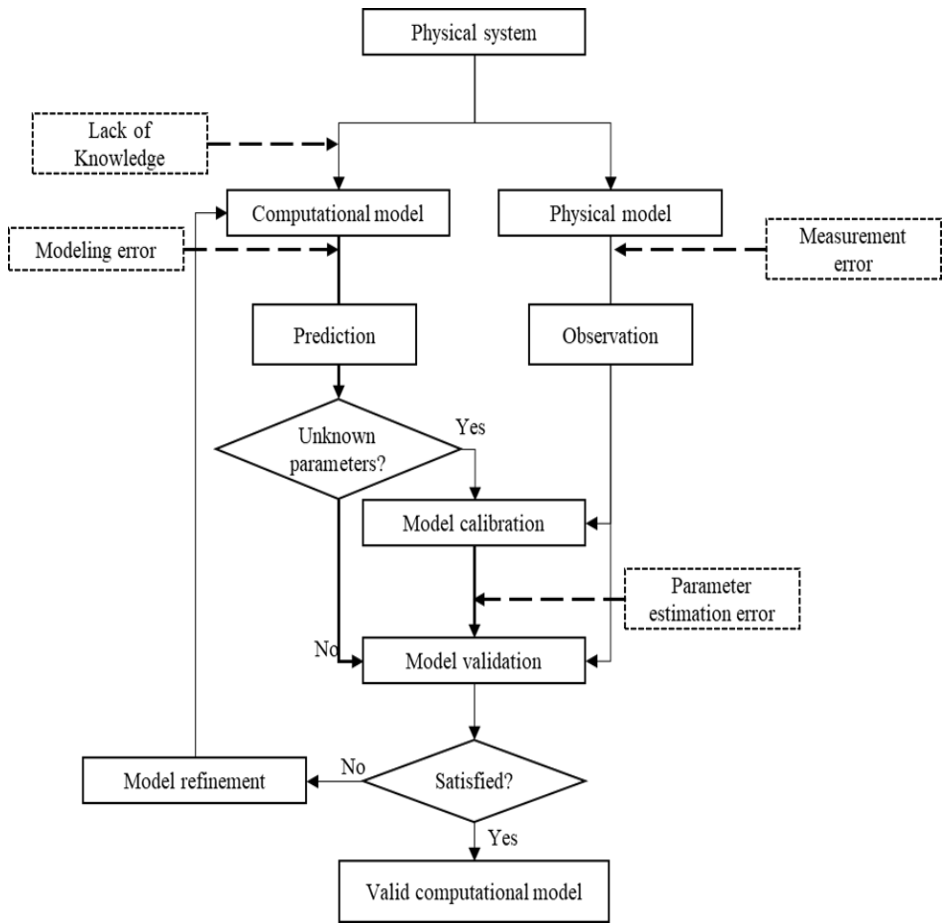 Physical system
Lack of
Knowledge
Computational model
Physical model
Modeling error
Measurement
error
Prediction
Observation
Unknown
parameters?
Yes
Model calibration
Parameter
estimation error
No
Model validation
Model refinement
No
Satisfied?
Yes
Valid computational model